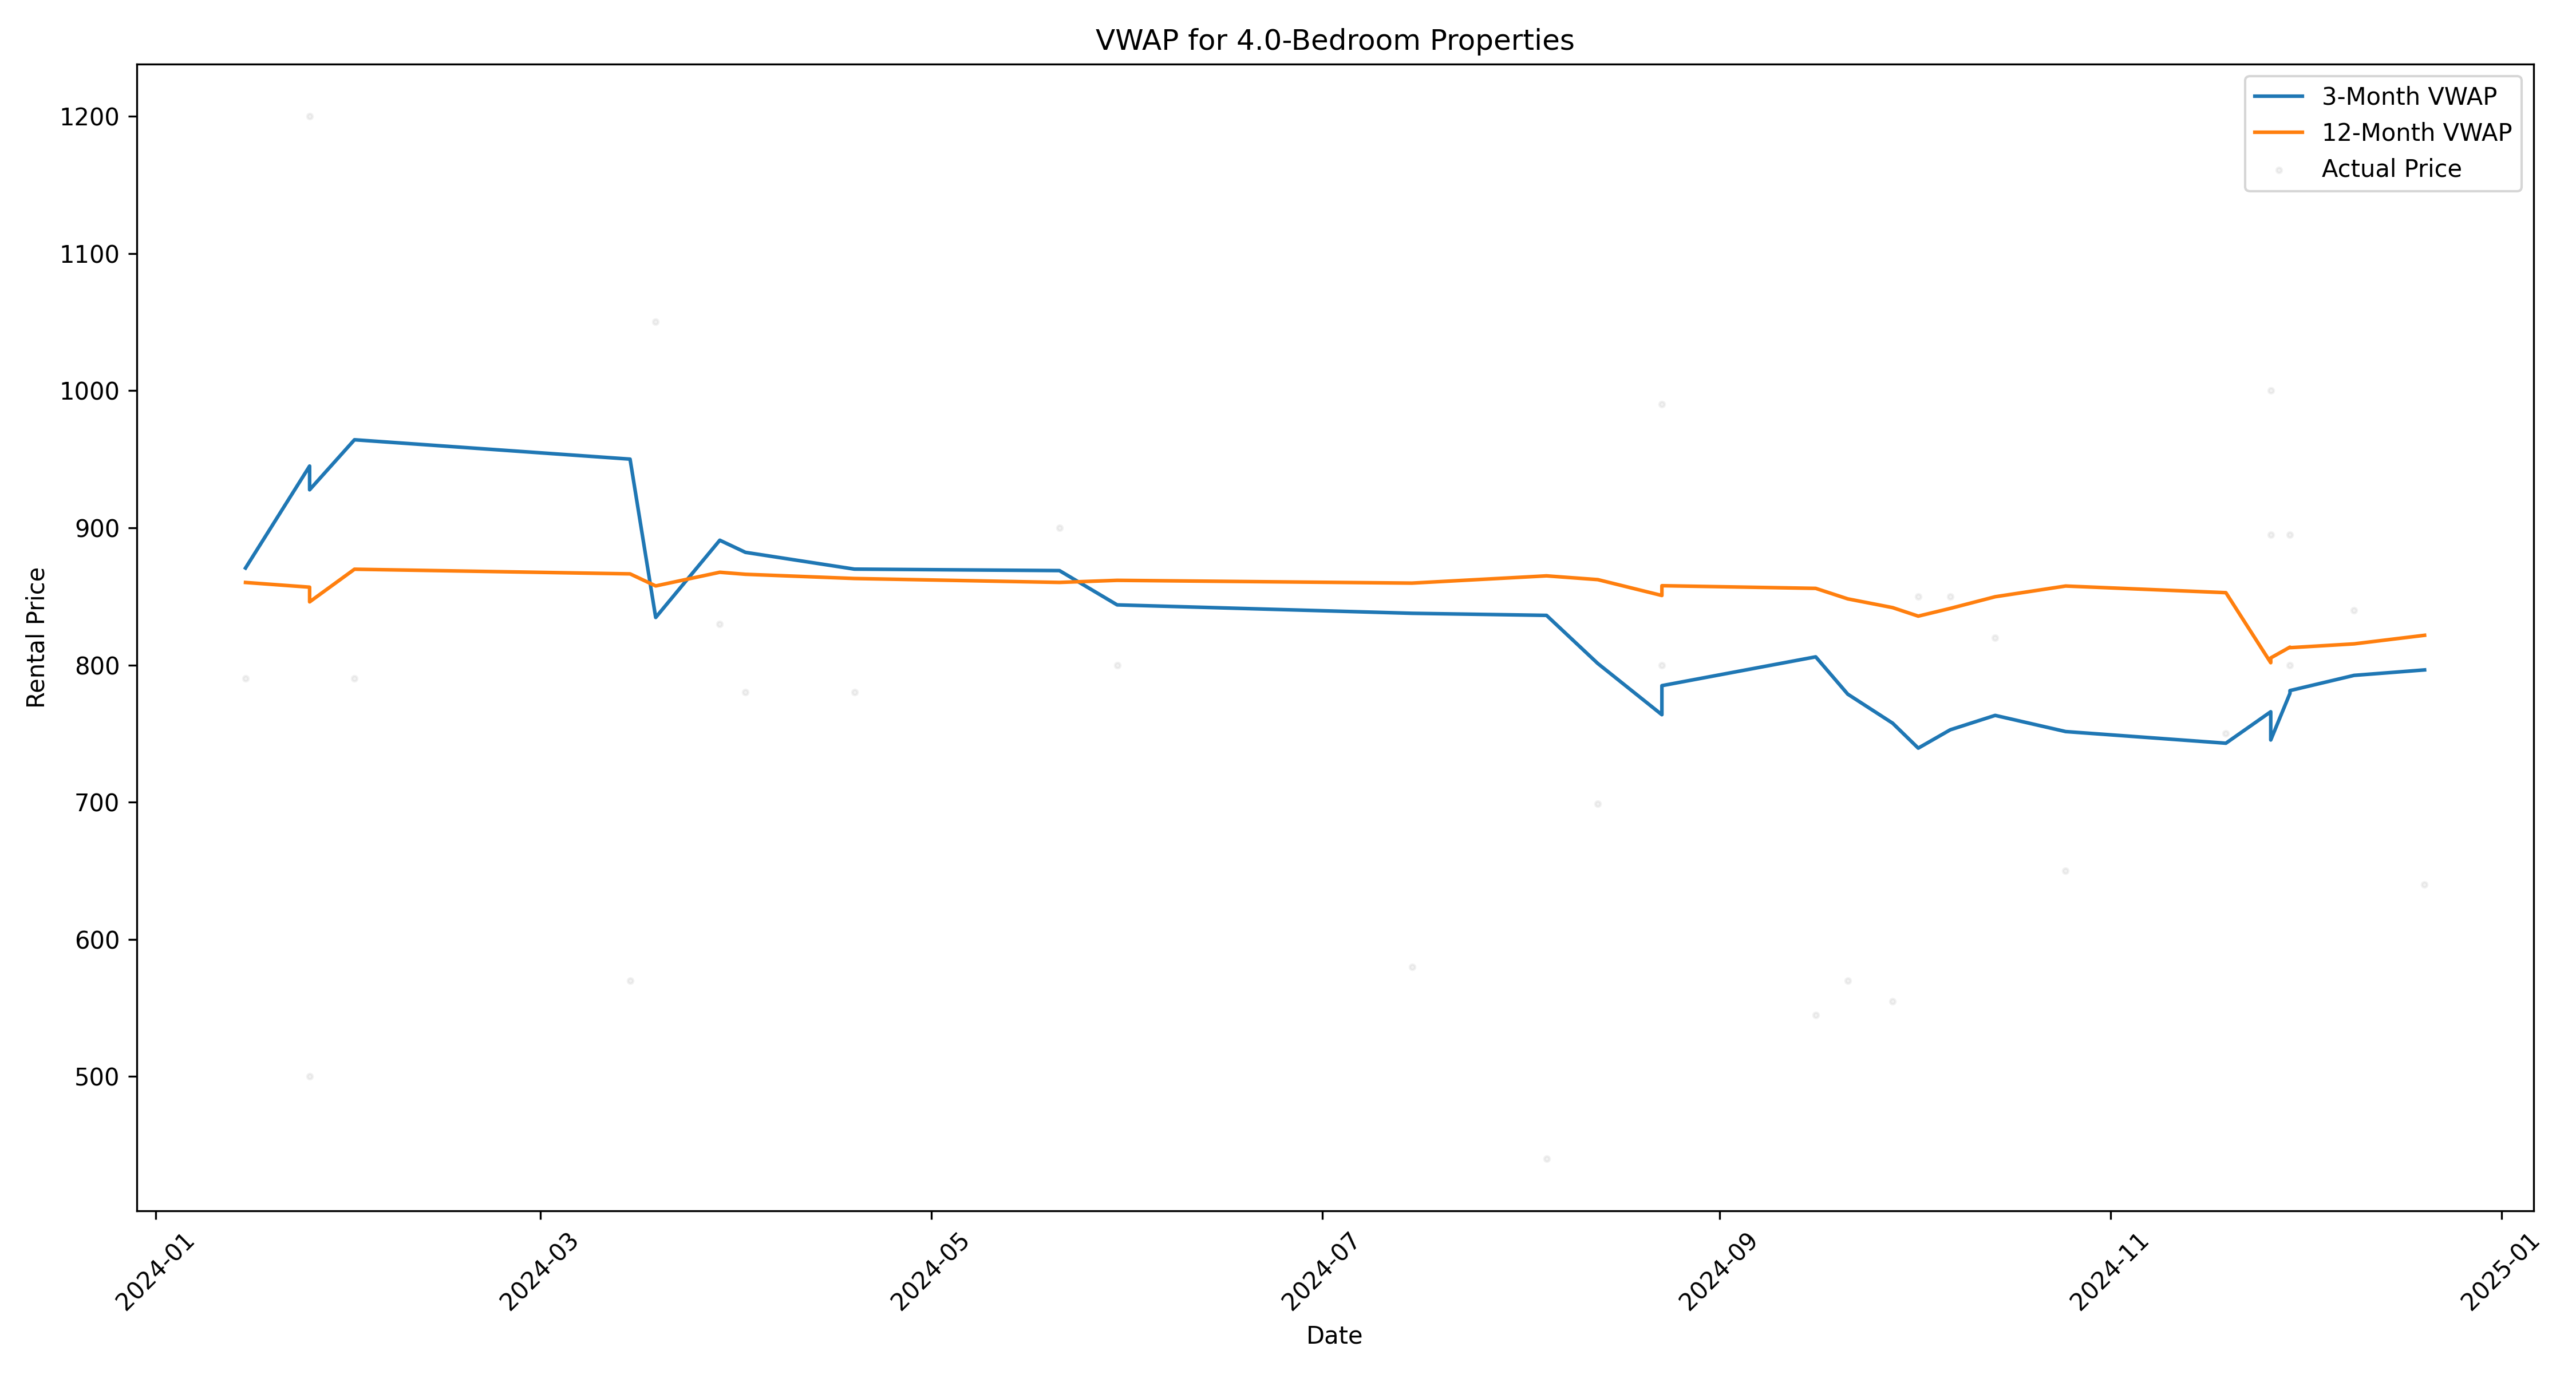 VWAP for 4.0-Bedroom Properties
3-Month VWAP
12-Month VWAP
Actual Price
Rental Price
1200
1100
1000
900
800
700
600
500
2024-01
2024-03
2024-05
2024-07
2024-09
2024-11
2025-01
Date